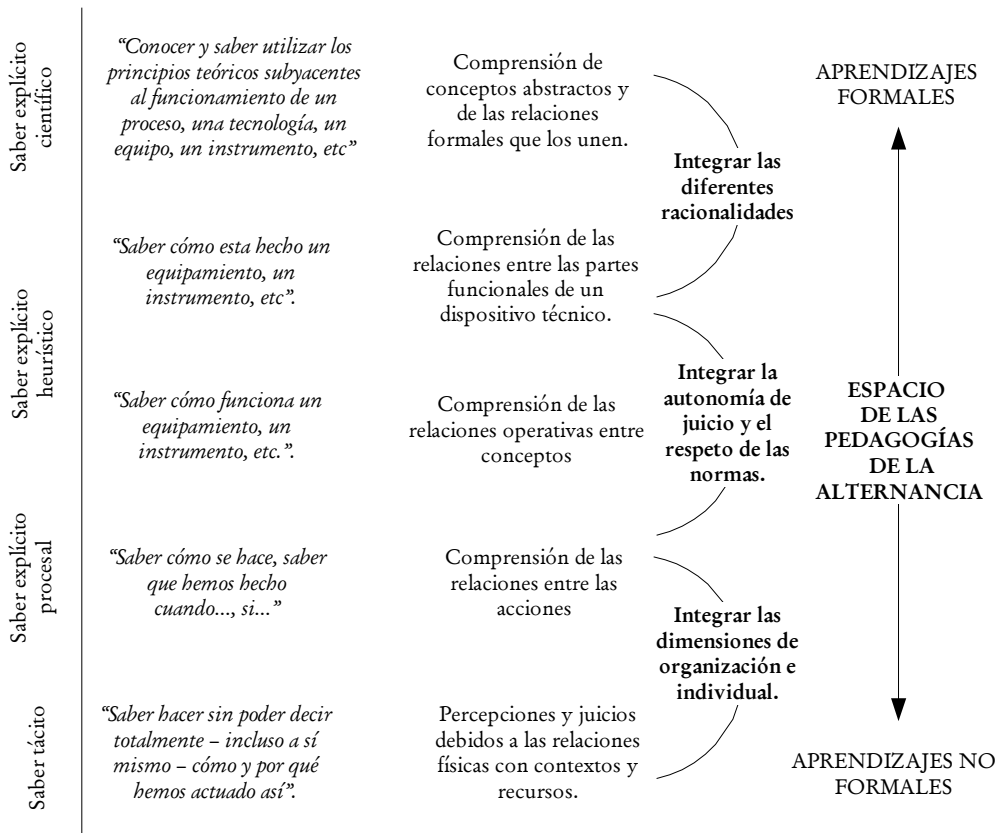 Saber explícito
científico
“Conocer y saber utilizar los
principios teóricos subyacentes
al funcionamiento de un
proceso, una tecnología, un
equipo, un instrumento, etc”
Comprensión de
conceptos abstractos y
de las relaciones
formales que los unen.
Integrar las
diferentes
racionalidades
APRENDIZAJES
FORMALES
Saber explícito
heurístico
“Saber cómo esta hecho un
equipamiento, un
instrumento, etc”.
Comprensión de las
relaciones entre las partes
funcionales de un
dispositivo técnico.
“Saber cómo funciona un
equipamiento, un
instrumento, etc.”.
Comprensión de las
relaciones operativas entre
conceptos
Integrar la
autonomía de
juicio y el
respeto de las
normas.
ESPACIO
DE LAS
PEDAGOGÍAS
DE LA
ALTERNANCIA
Saber explícito
procesal
“Saber cómo se hace, saber
que hemos hecho
cuando..., si...”
Comprensión de las
relaciones entre las
acciones
Integrar las
dimensiones de
organización e
individual.
Saber tácito
“Saber hacer sin poder decir
totalmente – incluso a sí
mismo – cómo y por qué
hemos actuado así”.
Percepciones y juicios
debidos a las relaciones
físicas con contextos y
recursos.
APRENDIZAJES NO
FORMALES